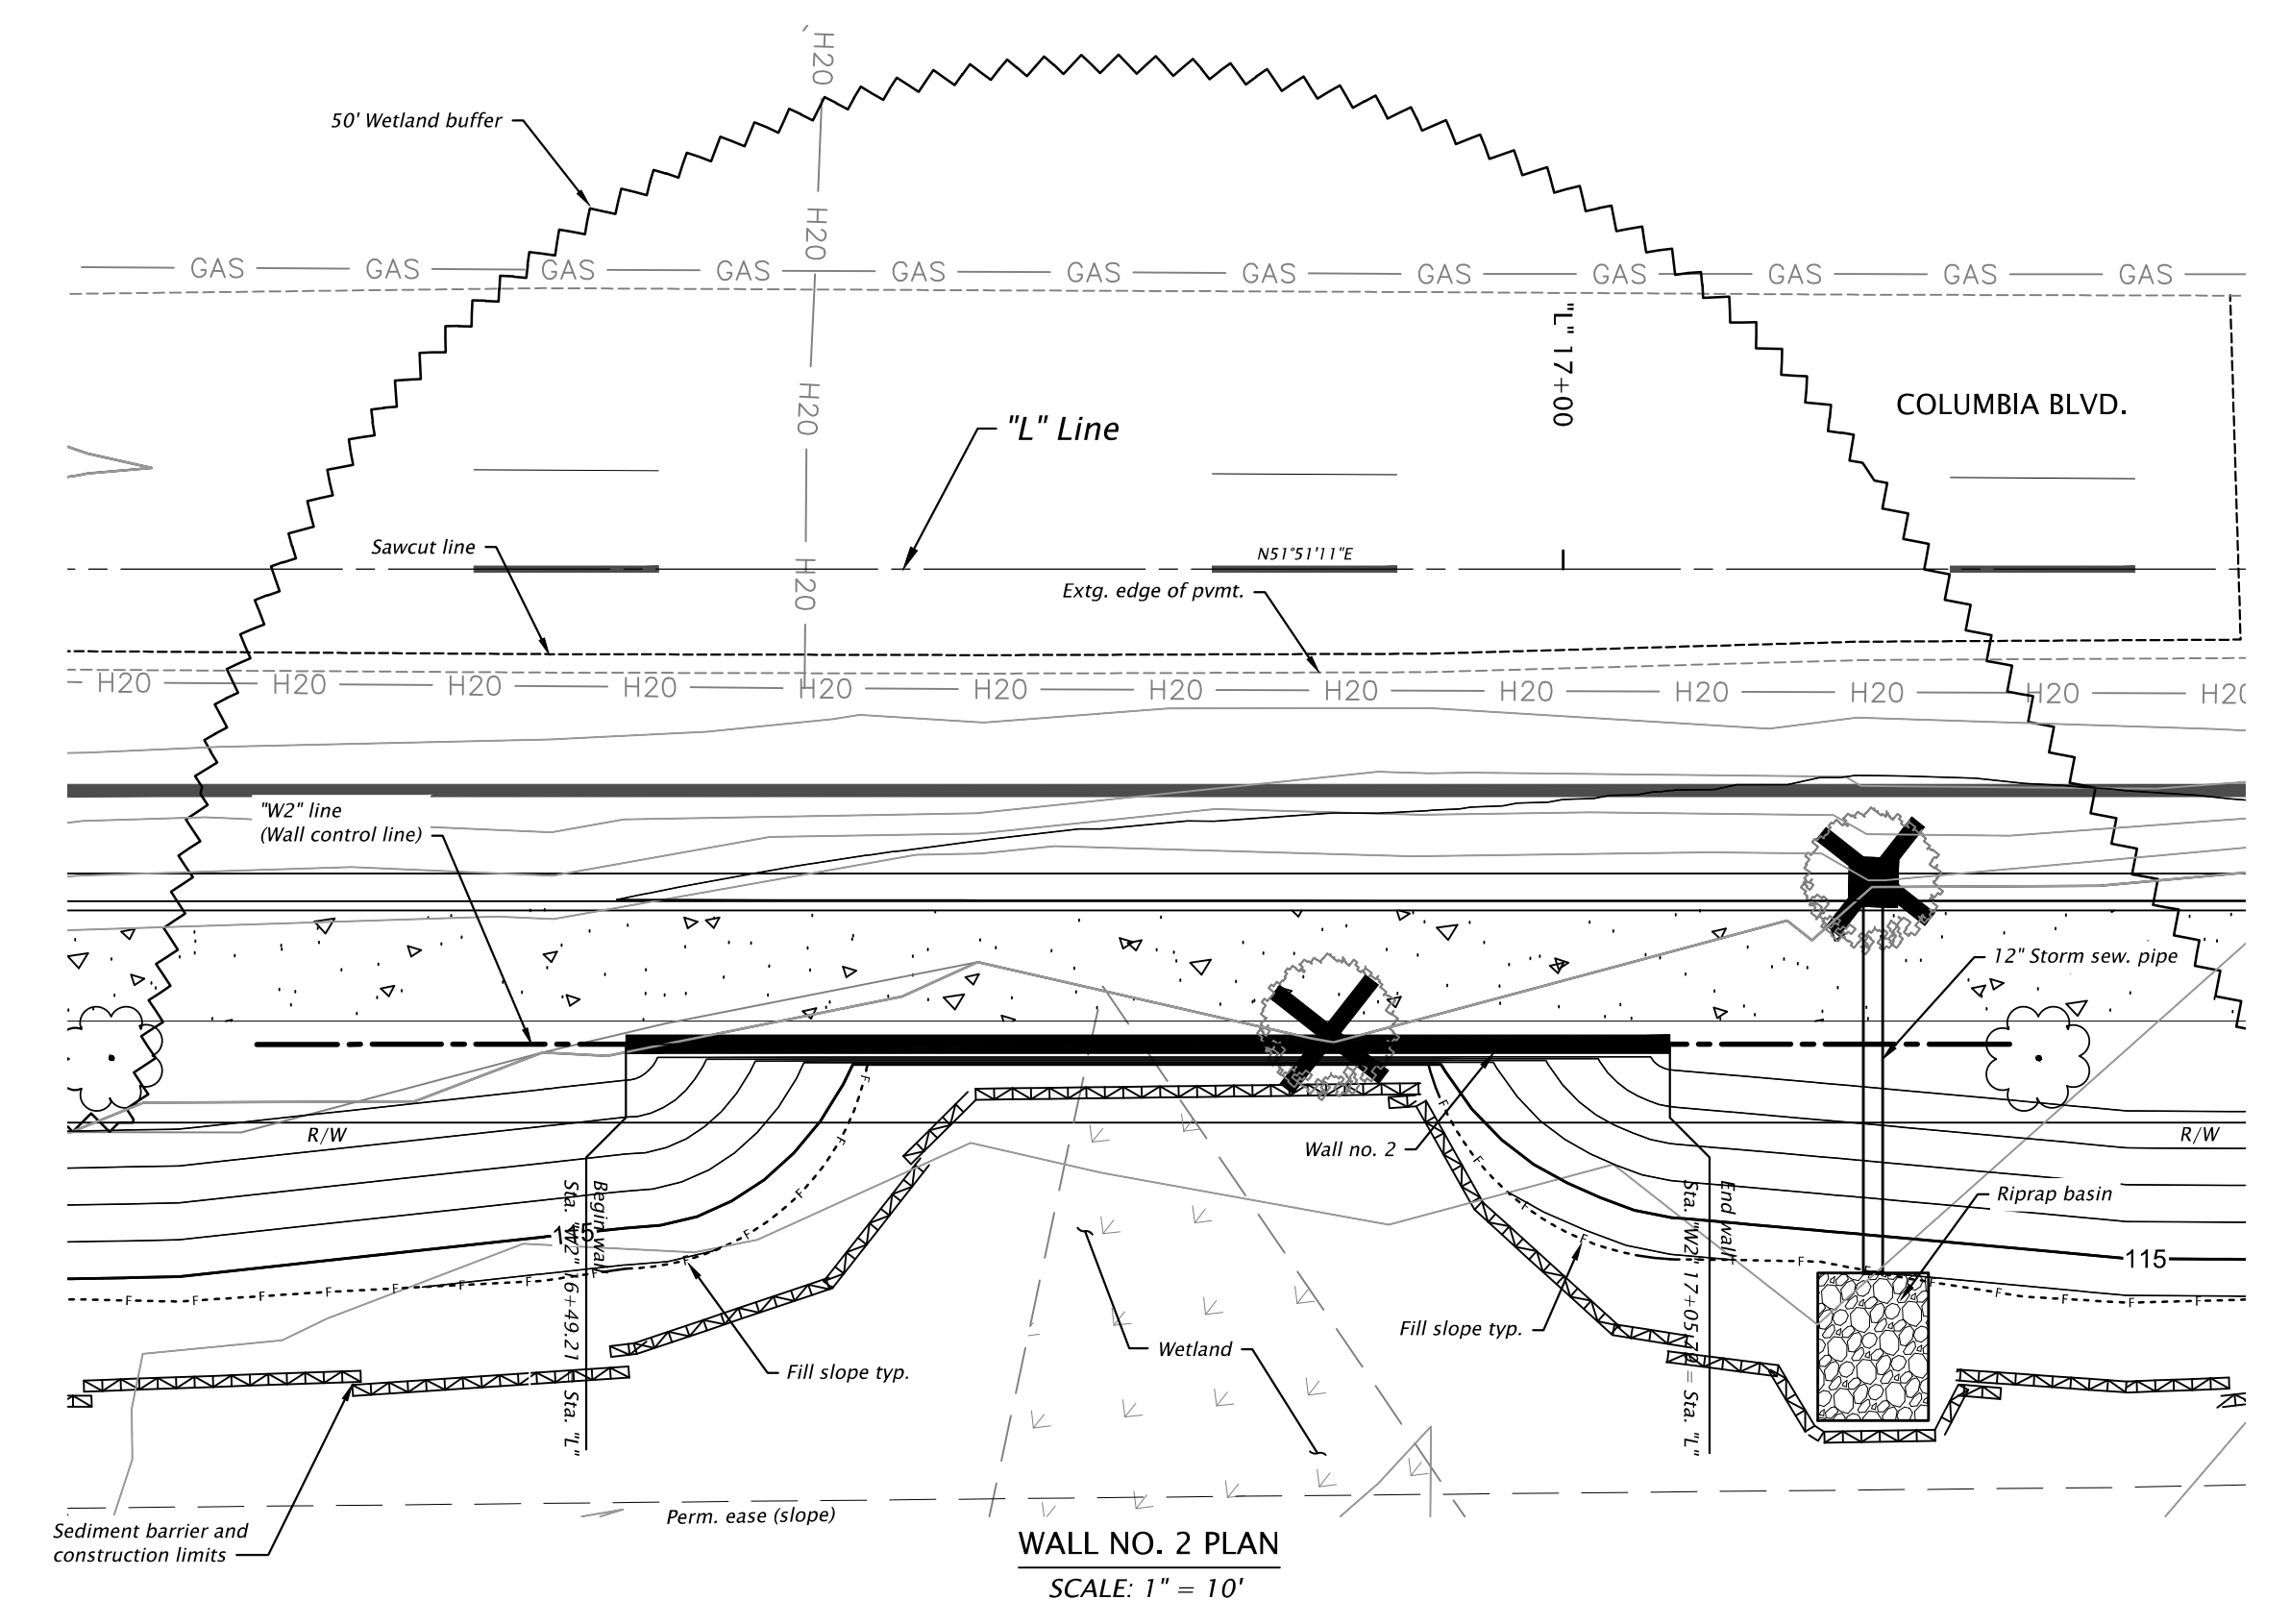 H20
50' Wetland buffer
H20
GAS GAS GAS GAS GAS GAS GAS GAS GAS GAS GAS GAS
"L" 17+00
H20
COLUMBIA BLVD.
"L" Line
Sawcut line
N51°51'11"E
H20
Extg. edge of pvmt.
H20 H20 H20 H20 H20 H20 H20 H20 H20 H20 H20 H20 H20
"W2" line
(Wall control line)
12" Storm sew. pipe
R/W
Wall no. 2
R/W
Begin wall
Sta. "W2" 16+49.21 = Sta. "L"
End wall
Sta. "W2" 17+05.79 = Sta. "L"
Riprap basin
115
115
F F F F F F F F F F F F
F F F F F F F F F F F
Fill slope typ.
Wetland
Fill slope typ.
Perm. ease (slope)
Sediment barrier and
construction limits
WALL NO. 2 PLAN
SCALE: 1" = 10'